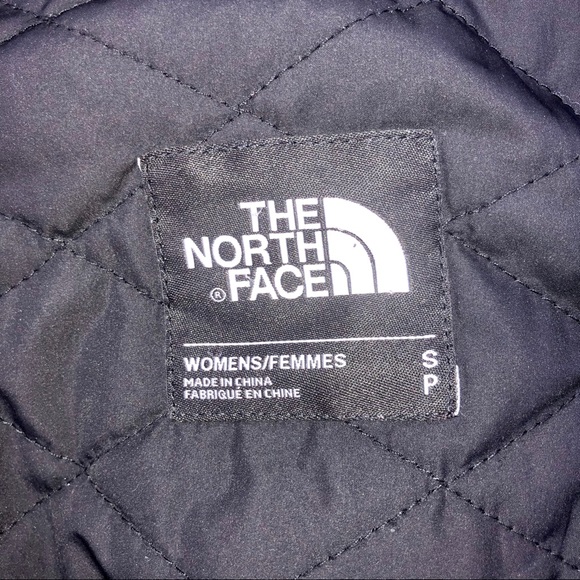 THE
NORTH
® FACE
WOMENS/FEMMES S
MADE IN CHINA P
FABRIQUÉ EN CHINE